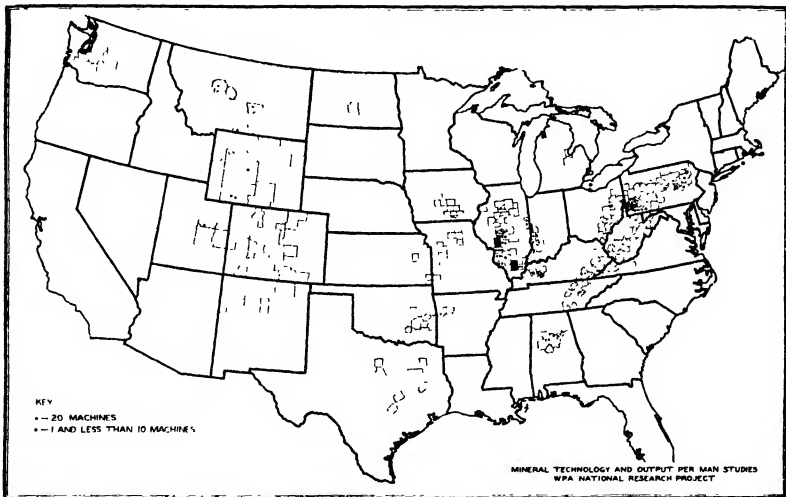 KEY
• – 20 MACHINES
• – 1 AND LESS THAN 10 MACHINES
MINERAL TECHNOLOGY AND OUTPUT PER MAN STUDIES
WPA NATIONAL RESEARCH PROJECT